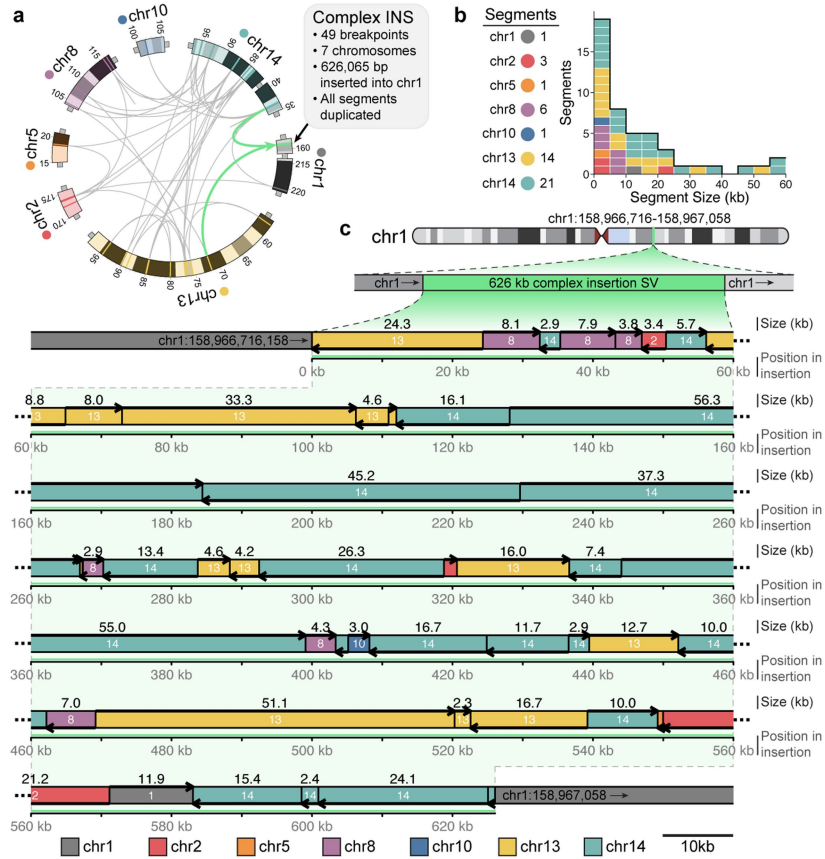 a
chr10
100
105
chr14
95
90
85
40
35
chr8
115
110
105
chr5
20
15
chr2
175
170
chr13
95
90
85
80
75
70
65
160
chr1
215
220
Complex INS
• 49 breakpoints
• 7 chromosomes
• 626,065 bp
inserted into chr1
• All segments
duplicated
b
Segments
chr1 1
chr2 3
chr5 1
chr8 6
chr10 1
chr13 14
chr14 21
Segments
15
10
5
0
0 10 20 30 40 50 60
Segment Size (kb)
c
chr1:158,966,716-158,967,058
chr1
chr1→ 626 kb complex insertion SV chr1→
24.3 8.1 2.9 7.9 3.8 3.4 5.7 Size (kb)
chr1:158,966,716,158→ 13 8 14 8 8 2 14
0 kb 20 kb 40 kb 60 kb Position in
insertion
8.8 8.0 33.3 4.6 16.1 56.3 Size (kb)
13 13 13 14 14
60 kb 80 kb 100 kb 120 kb 140 kb 160 kb Position in
insertion
45.2 37.3 Size (kb)
14 14
160 kb 180 kb 200 kb 220 kb 240 kb 260 kb Position in
insertion
2.9 13.4 4.6 4.2 26.3 16.0 7.4 Size (kb)
8 14 13 13 14 13 14
260 kb 280 kb 300 kb 320 kb 340 kb 360 kb Position in
insertion
55.0 4.3 3.0 16.7 11.7 2.9 12.7 10.0 Size (kb)
14 8 10 14 14 14 13 14
360 kb 380 kb 400 kb 420 kb 440 kb 460 kb Position in
insertion
7.0 51.1 2.3 16.7 10.0 Size (kb)
8 13 13 13 14
460 kb 480 kb 500 kb 520 kb 540 kb 560 kb Position in
insertion
21.2 11.9 15.4 2.4 24.1
2 1 14 14 14 chr1:158,967,058→
560 kb 580 kb 600 kb 620 kb
chr1 chr2 chr5 chr8 chr10 chr13 chr14 10kb